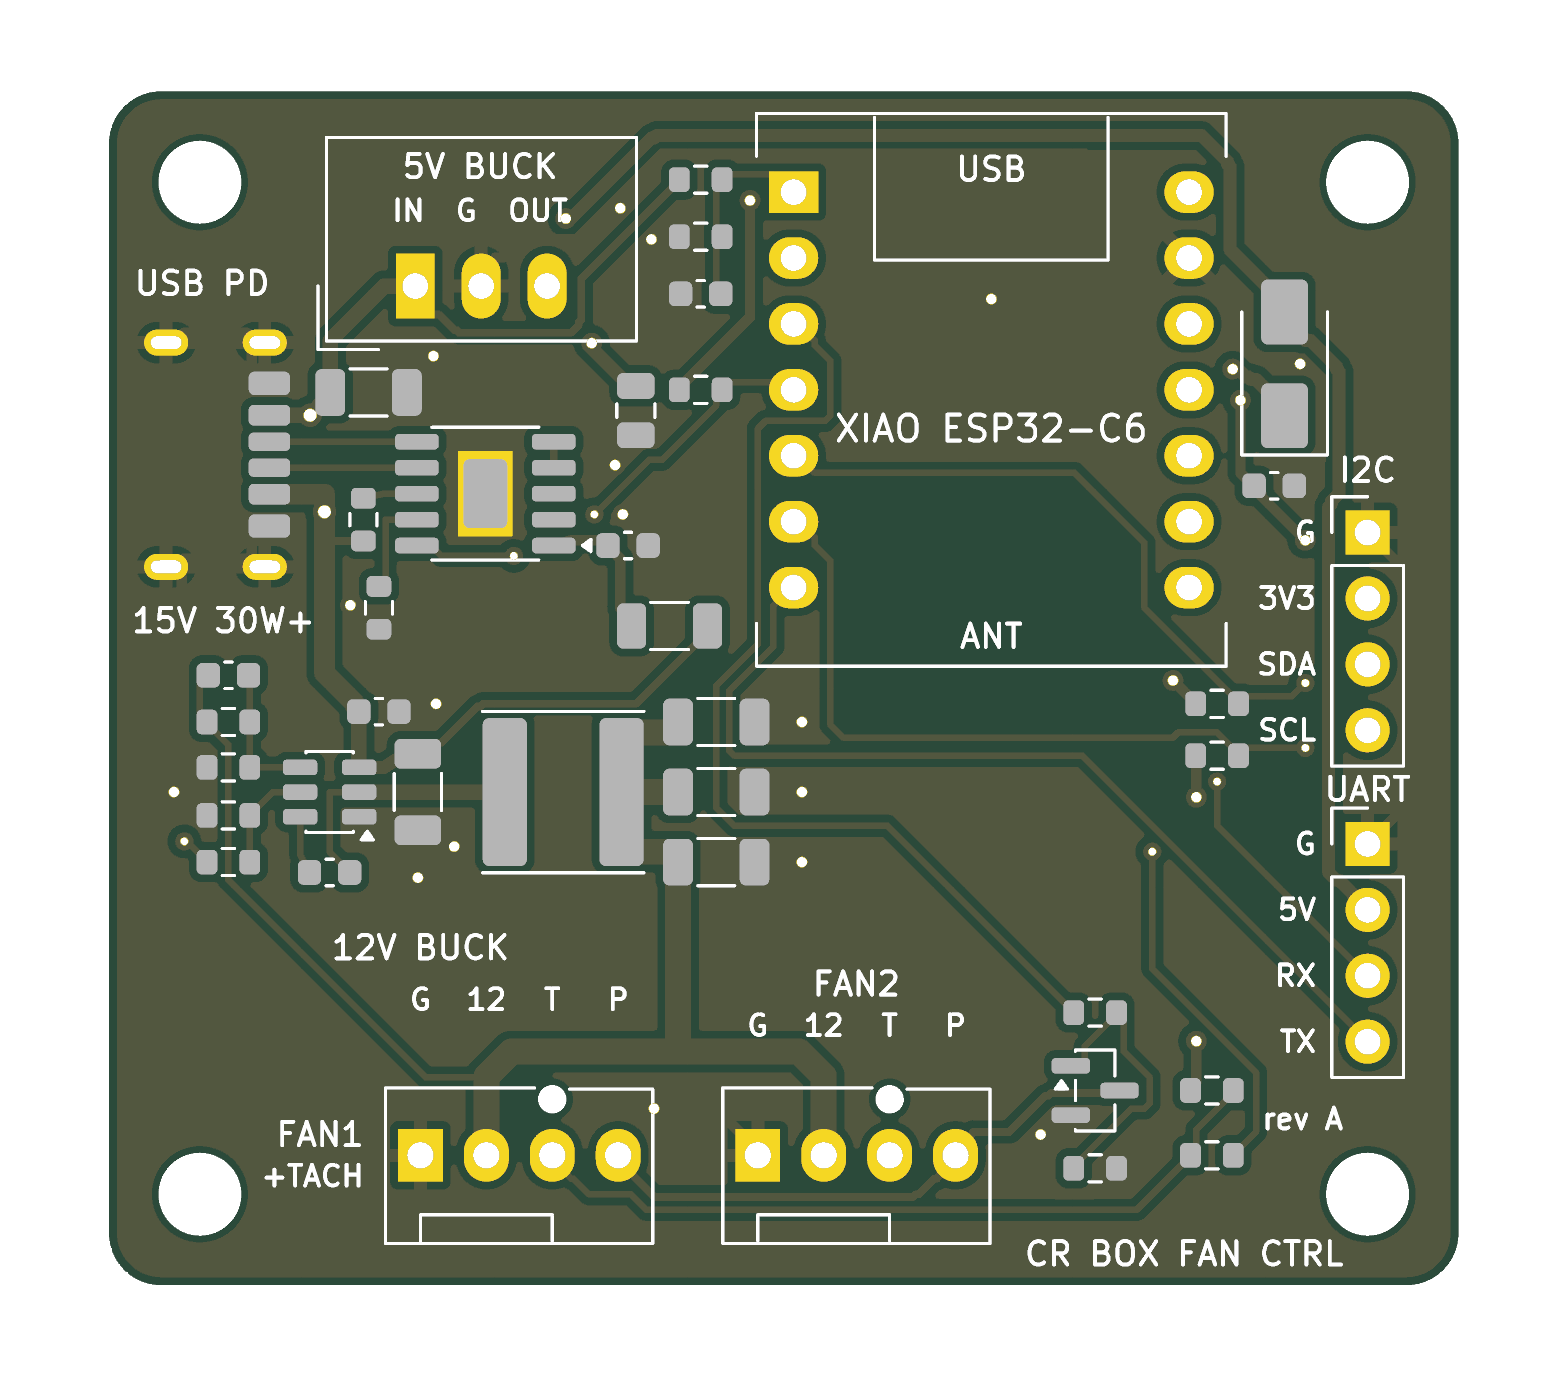 5V BUCK
IN G OUT
USB
USB PD
XIAO ESP32-C6
I2C
G
3V3
SDA
SCL
15V 30W+
ANT
UART
G
5V
RX
TX
12V BUCK
G 12 T P
FAN2
G 12 T P
FAN1
+TACH
rev A
CR BOX FAN CTRL